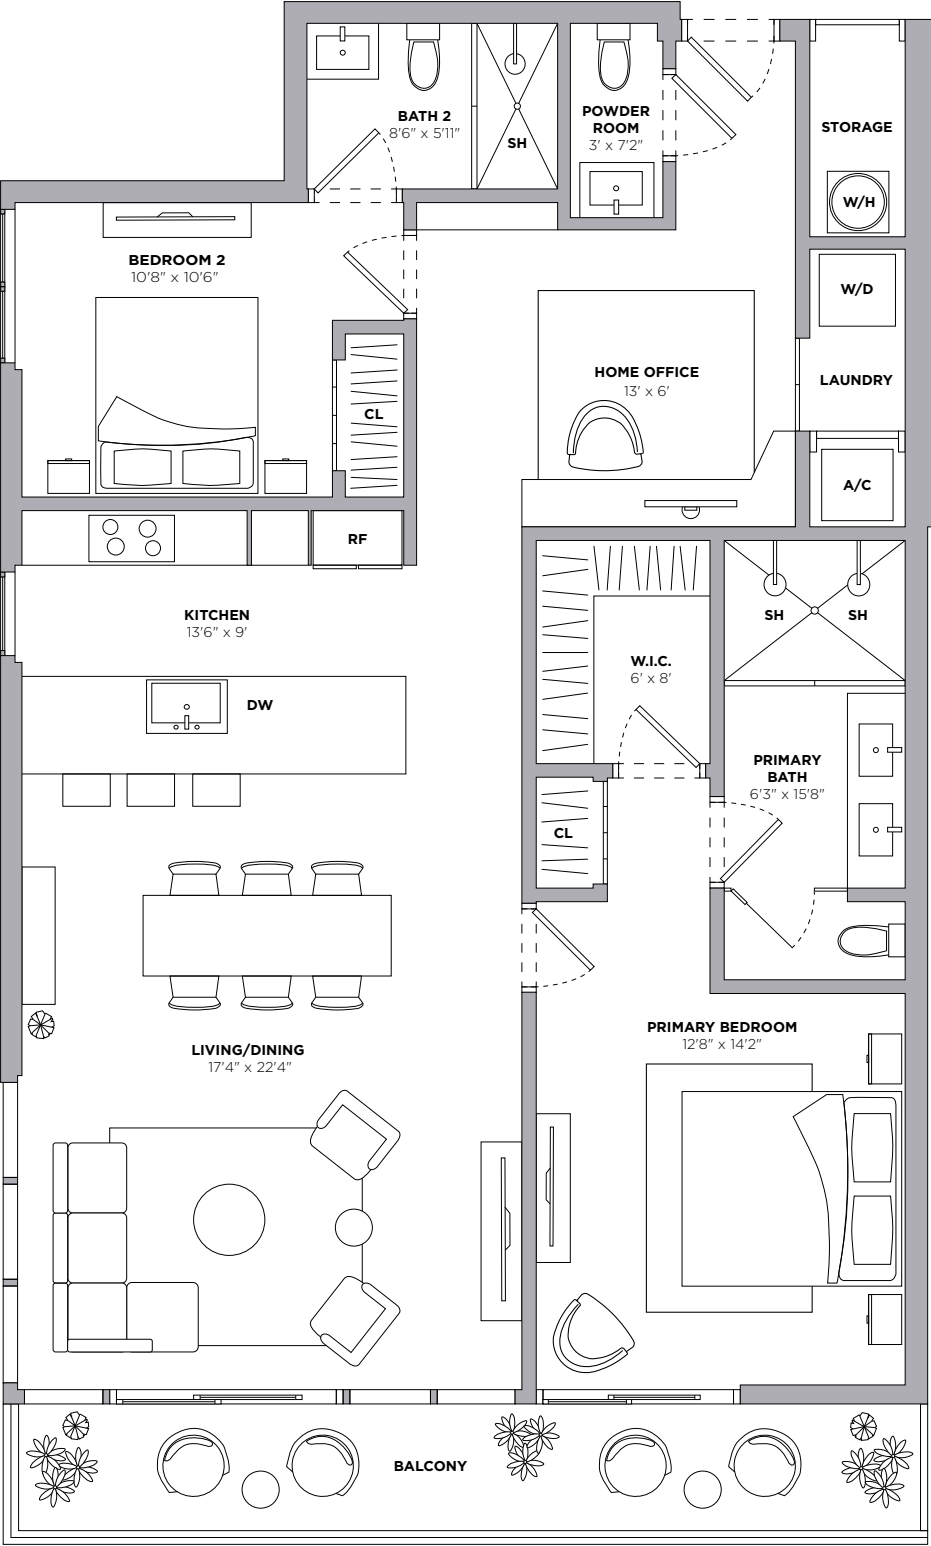 BATH 2
8'6" x 5'11"
SH
POWDER
ROOM
3' x 7'2"
STORAGE
W/H
BEDROOM 2
10'8" x 10'6"
W/D
HOME OFFICE
13' x 6'
LAUNDRY
CL
A/C
RF
KITCHEN
13'6" x 9'
SH
SH
W.I.C.
6' x 8'
DW
PRIMARY
BATH
6'3" x 15'8"
CL
PRIMARY BEDROOM
12'8" x 14'2"
LIVING/DINING
17'4" x 22'4"
BALCONY